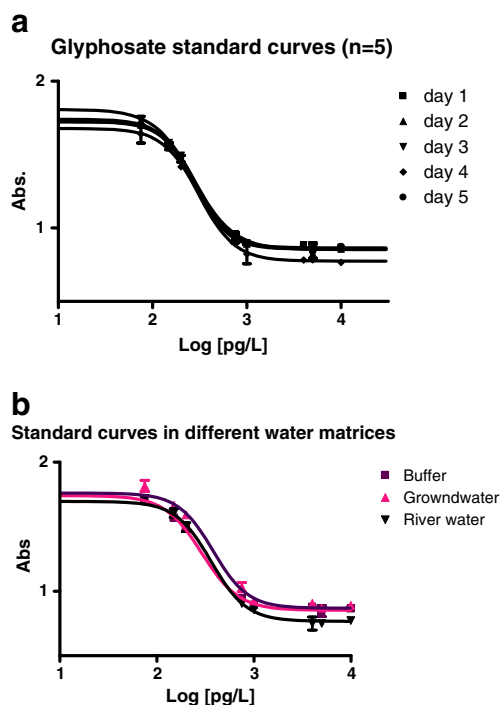 a
Glyphosate standard curves (n=5)
2
1
Abs.
1
2
3
4
Log [pg/L]
day 1
day 2
day 3
day 4
day 5
b
Standard curves in different water matrices
2
1
Abs
1
2
3
4
Log [pg/L]
Buffer
Growndwater
River water